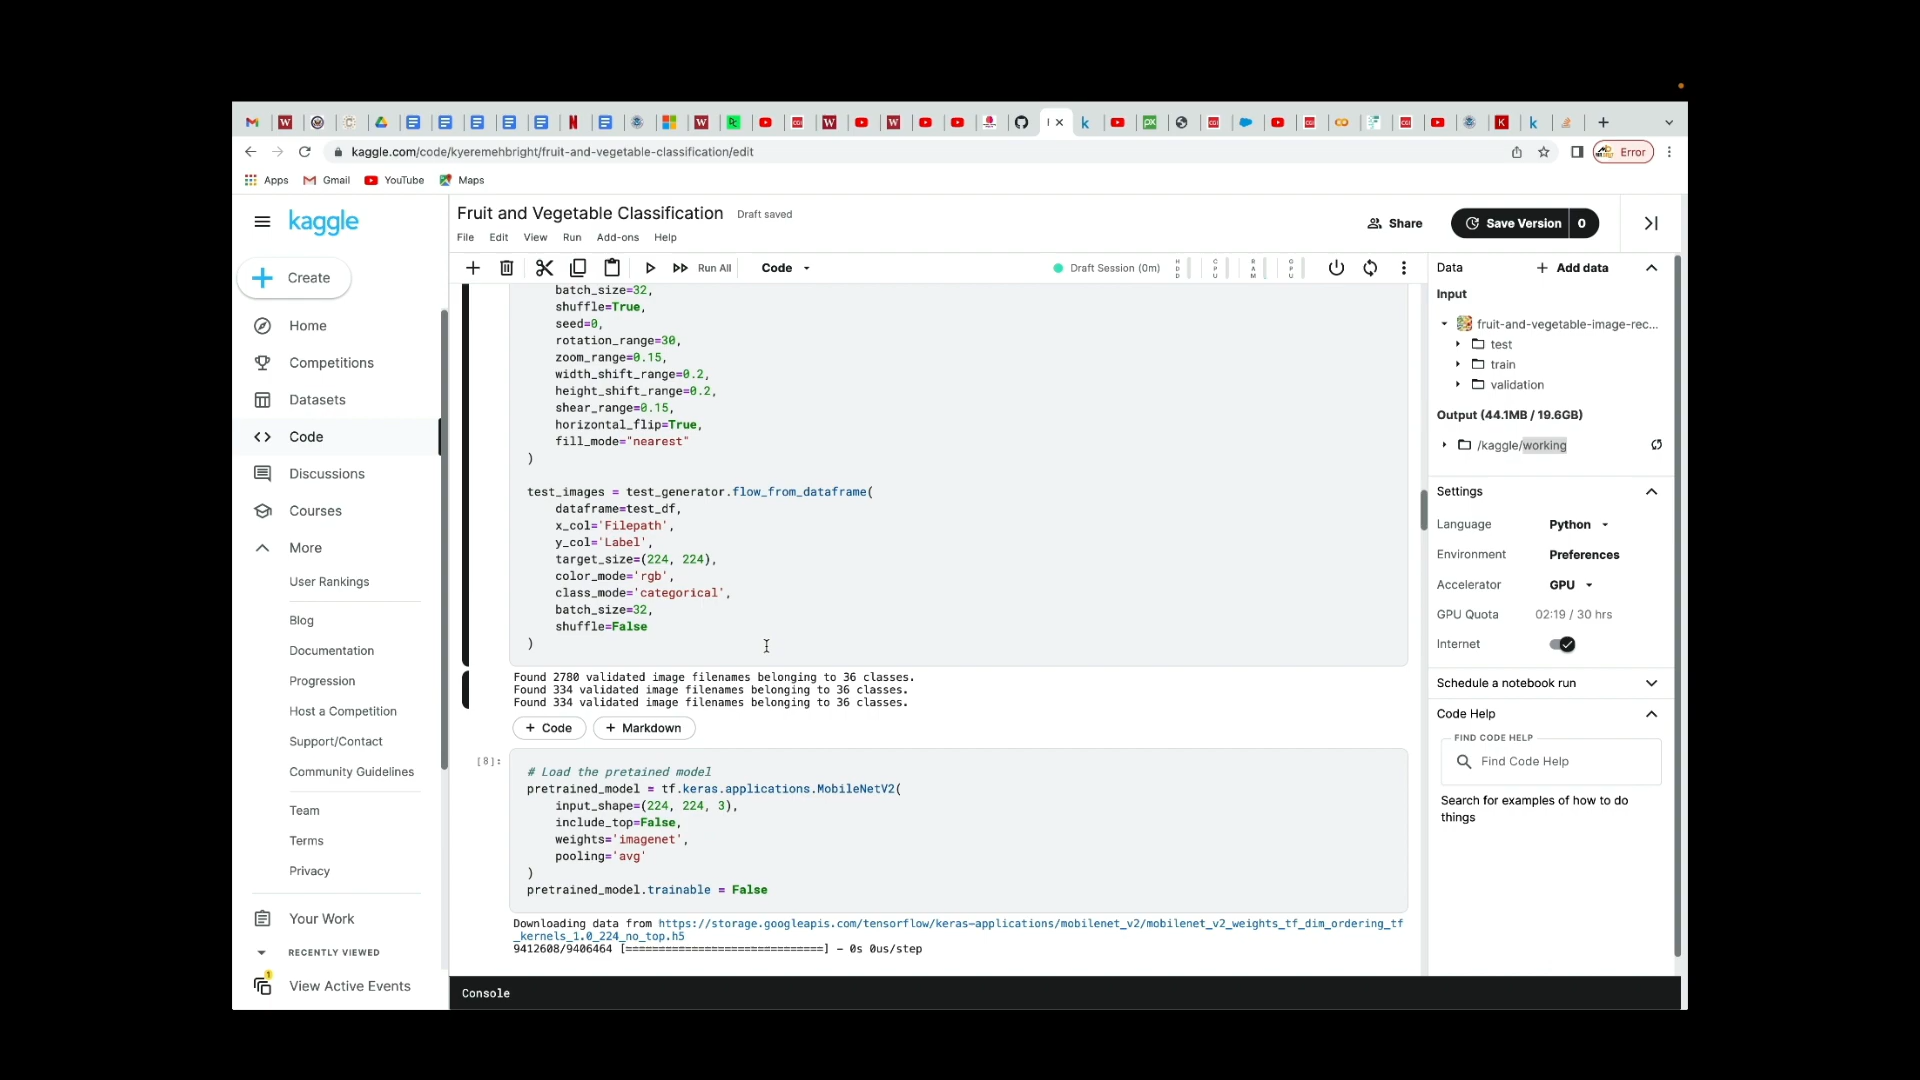 kaggle.com/code/kyeremehbright/fruit-and-vegetable-classification/edit
Error
Apps
Gmail
YouTube
Maps
kaggle
Create
Home
Competitions
Datasets
Code
Discussions
Courses
More
User Rankings
Blog
Documentation
Progression
Host a Competition
Support/Contact
Community Guidelines
Team
Terms
Privacy
Your Work
RECENTLY VIEWED
1
View Active Events
Fruit and Vegetable Classification
Draft saved
File Edit View Run Add-ons Help
Share
Save Version 0
Run All
Code
Draft Session (0m)
HDD
CPU
RAM
GPU
batch_size=32,
shuffle=True,
seed=0,
rotation_range=30,
zoom_range=0.15,
width_shift_range=0.2,
height_shift_range=0.2,
shear_range=0.15,
horizontal_flip=True,
fill_mode="nearest"
)
test_images = test_generator.flow_from_dataframe(
dataframe=test_df,
x_col='Filepath',
y_col='Label',
target_size=(224, 224),
color_mode='rgb',
class_mode='categorical',
batch_size=32,
shuffle=False
)
Found 2780 validated image filenames belonging to 36 classes.
Found 334 validated image filenames belonging to 36 classes.
Found 334 validated image filenames belonging to 36 classes.
+ Code
+ Markdown
[8]:
# Load the pretained model
pretrained_model = tf.keras.applications.MobileNetV2(
input_shape=(224, 224, 3),
include_top=False,
weights='imagenet',
pooling='avg'
)
pretrained_model.trainable = False
Downloading data from https://storage.googleapis.com/tensorflow/keras-applications/mobilenet_v2/mobilenet_v2_weights_tf_dim_ordering_tf
_kernels_1.0_224_no_top.h5
9412608/9406464 [==============================] - 0s 0us/step
Console
Data
+ Add data
Input
fruit-and-vegetable-image-rec...
test
train
validation
Output (44.1MB / 19.6GB)
/kaggle/working
Settings
Language Python
Environment Preferences
Accelerator GPU
GPU Quota 02:19 / 30 hrs
Internet
Schedule a notebook run
Code Help
FIND CODE HELP
Find Code Help
Search for examples of how to do
things